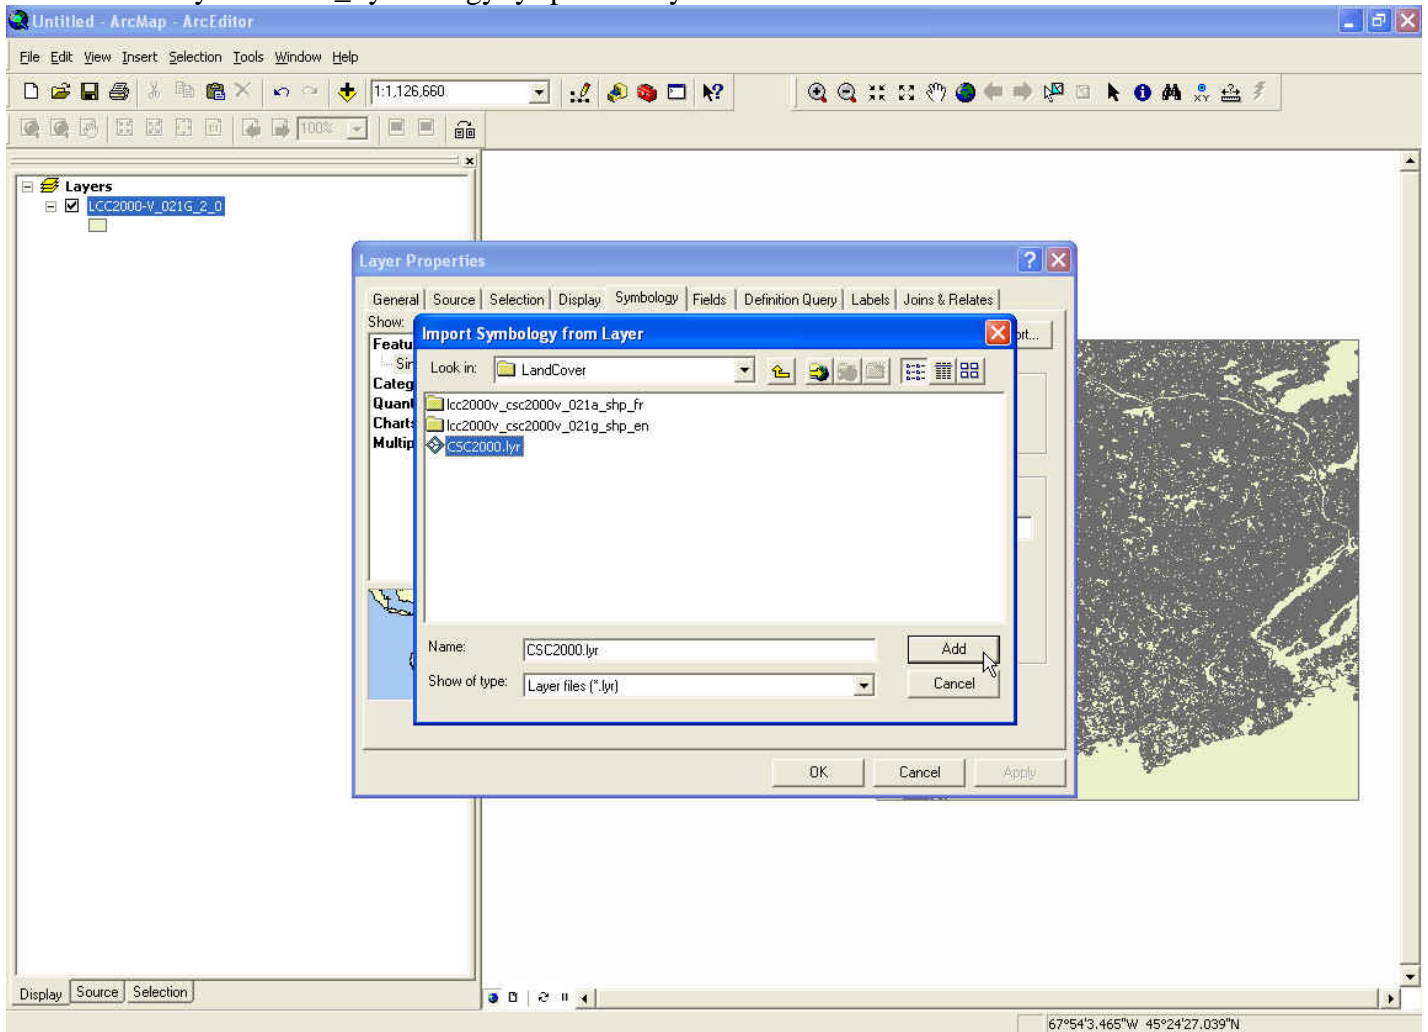 Untitled - ArcMap - ArcEditor
File Edit View Insert Selection Tools Window Help
1:1,126,660
100%
Layers
LCC2000-V_021G_2_0
Layer Properties
General Source Selection Display Symbology Fields Definition Query Labels Joins & Relates
Show:
Featu
Sin
Categ
Quant
Charts
Multip
ort...
Import Symbology from Layer
Look in: LandCover
lcc2000v_csc2000v_021a_shp_fr
lcc2000v_csc2000v_021g_shp_en
CSC2000.lyr
Name: CSC2000.lyr Add
Show of type: Layer files (*.lyr) Cancel
OK Cancel Apply
Display Source Selection
67°54'3.465"W 45°24'27.039"N